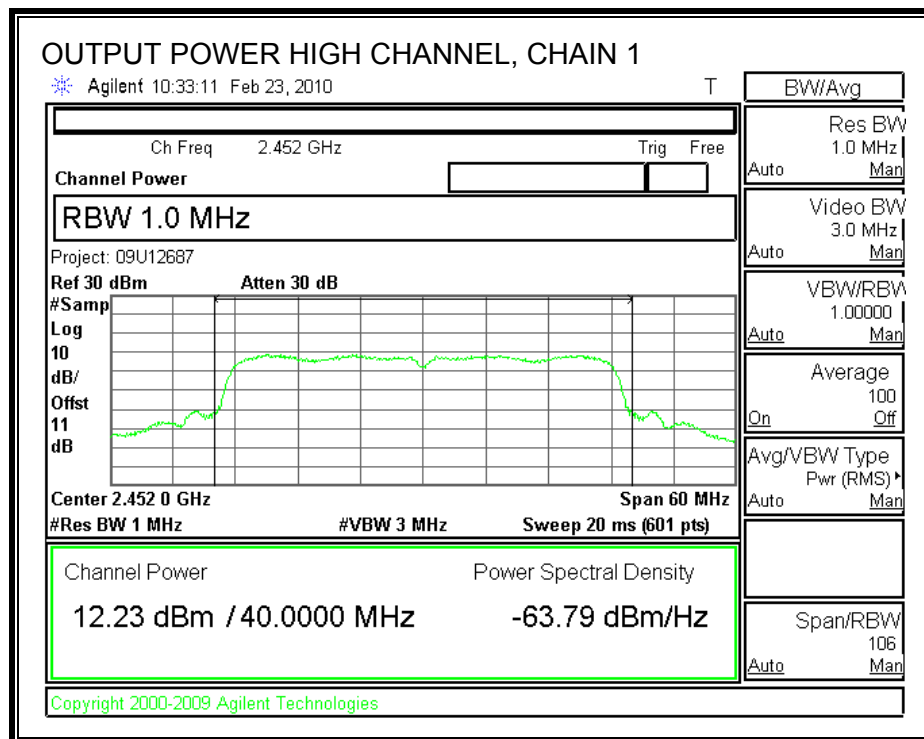 OUTPUT POWER HIGH CHANNEL, CHAIN 1
Agilent 10:33:11 Feb 23, 2010 T
Ch Freq 2.452 GHz Trig Free
Channel Power
RBW 1.0 MHz
Project: 09U12687
Ref 30 dBm Atten 30 dB
#Samp
Log
10
dB/
Offst
11
dB
Center 2.452 0 GHz Span 60 MHz
#Res BW 1 MHz #VBW 3 MHz Sweep 20 ms (601 pts)
Channel Power Power Spectral Density
12.23 dBm / 40.0000 MHz -63.79 dBm/Hz
Copyright 2000-2009 Agilent Technologies
BW/Avg
Res BW
1.0 MHz
Auto Man
Video BW
3.0 MHz
Auto Man
VBW/RBW
1.00000
Auto Man
Average
100
On Off
Avg/VBW Type
Pwr (RMS)
Auto Man
Span/RBW
106
Auto Man